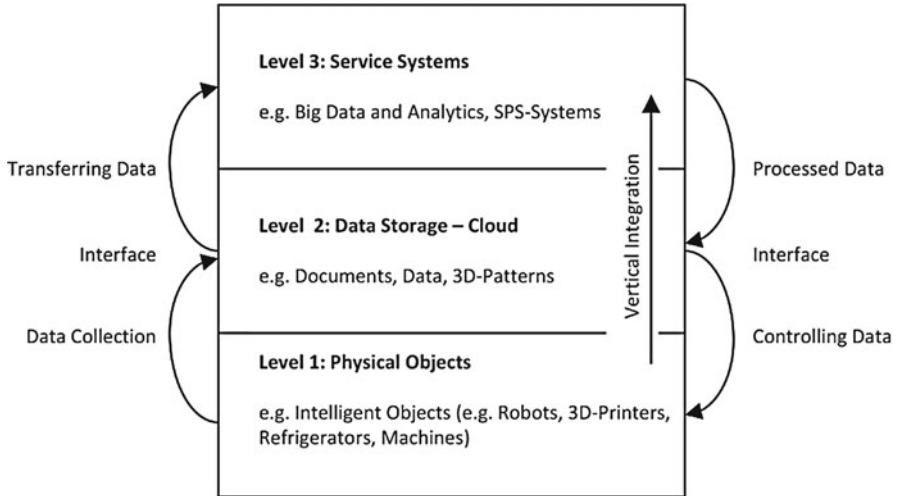 Level 3: Service Systems
e.g. Big Data and Analytics, SPS-Systems
Transferring Data
Processed Data
Vertical Integration
Level 2: Data Storage – Cloud
Interface
Interface
e.g. Documents, Data, 3D-Patterns
Data Collection
Controlling Data
Level 1: Physical Objects
e.g. Intelligent Objects (e.g. Robots, 3D-Printers,
Refrigerators, Machines)